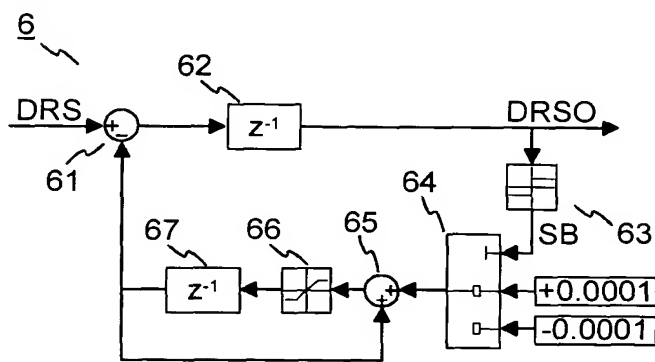 6
62
DRS
+
-
z-1
DRSO
61
64
63
67
66
65
SB
z-1
+
+
+0.0001
-0.0001